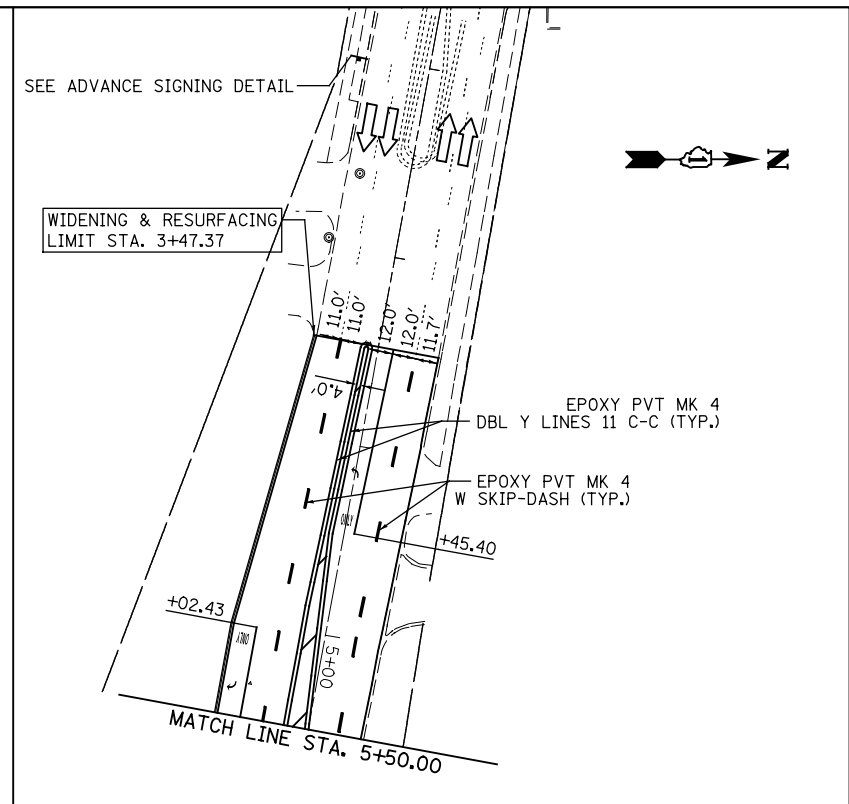 SEE ADVANCE SIGNING DETAIL
N
WIDENING & RESURFACING
LIMIT STA. 3+47.37
11.0'
11.0'
12.0'
12.0'
11.7'
4.0'
EPOXY PVT MK 4
DBL Y LINES 11 C-C (TYP.)
EPOXY PVT MK 4
W SKIP-DASH (TYP.)
ONLY
+45.40
+02.43
ONLY
5+00
MATCH LINE STA. 5+50.00